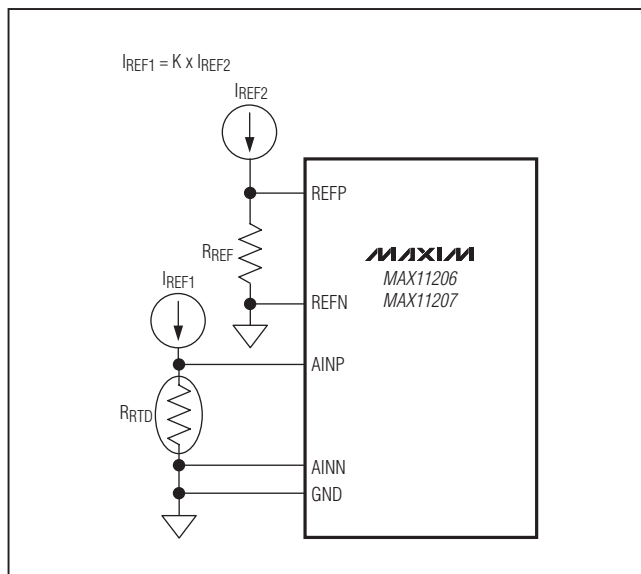 IREF1 = K x IREF2
IREF2
REFP
RREF
MAXIM
MAX11206
MAX11207
IREF1
REFN
AINP
RRTD
AINN
GND